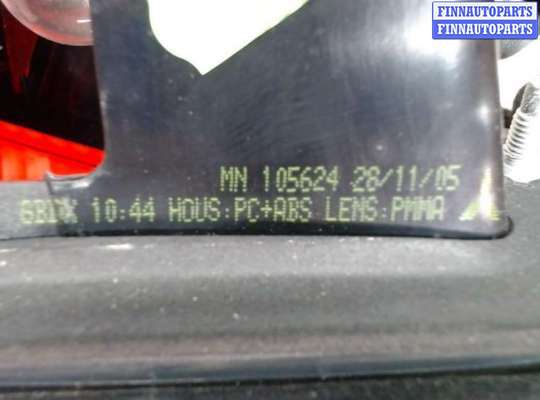 FINNAUTOPARTS
FINNAUTOPARTS
MN 105624 28/11/05
10:44 HOUS:PC+ABS LENS:PMMA